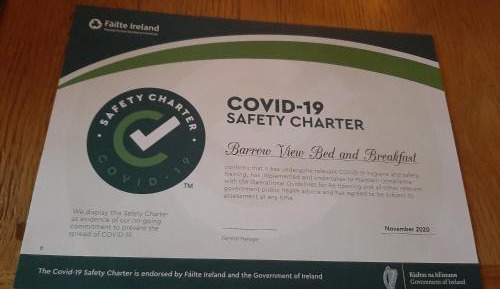 Fáilte Ireland
SAFETY CHARTER
COVID-19
TM
COVID-19
SAFETY CHARTER
Barrow View Bed and Breakfast
confirms that it has undergone relevant COVID-19 hygiene and safety
training, has implemented and undertakes to maintain compliance
with the Operational Guidelines for Re-opening and all other relevant
government public health advice and has agreed to be subject to
assessment at any time.
We display this Safety Charter
as evidence of our on-going
commitment to prevent the
spread of COVID-19.
General Manager
November 2020
The Covid-19 Safety Charter is endorsed by Fáilte Ireland and the Government of Ireland
Rialtas na hÉireann
Government of Ireland